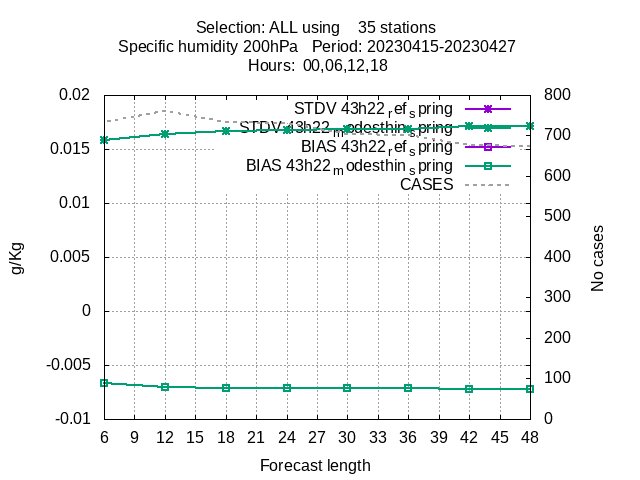 Selection: ALL using    35 stations
Specific humidity 200hPa   Period: 20230415-20230427
Hours:  00,06,12,18
STDV 43h22_ref_spring
STDV 43h22_modesthin_spring
BIAS 43h22_ref_spring
BIAS 43h22_modesthin_spring
CASES
0.02
0.015
0.01
0.005
0
-0.005
-0.01
g/Kg
800
700
600
500
400
300
200
100
0
No cases
6 9 12 15 18 21 24 27 30 33 36 39 42 45 48
Forecast length